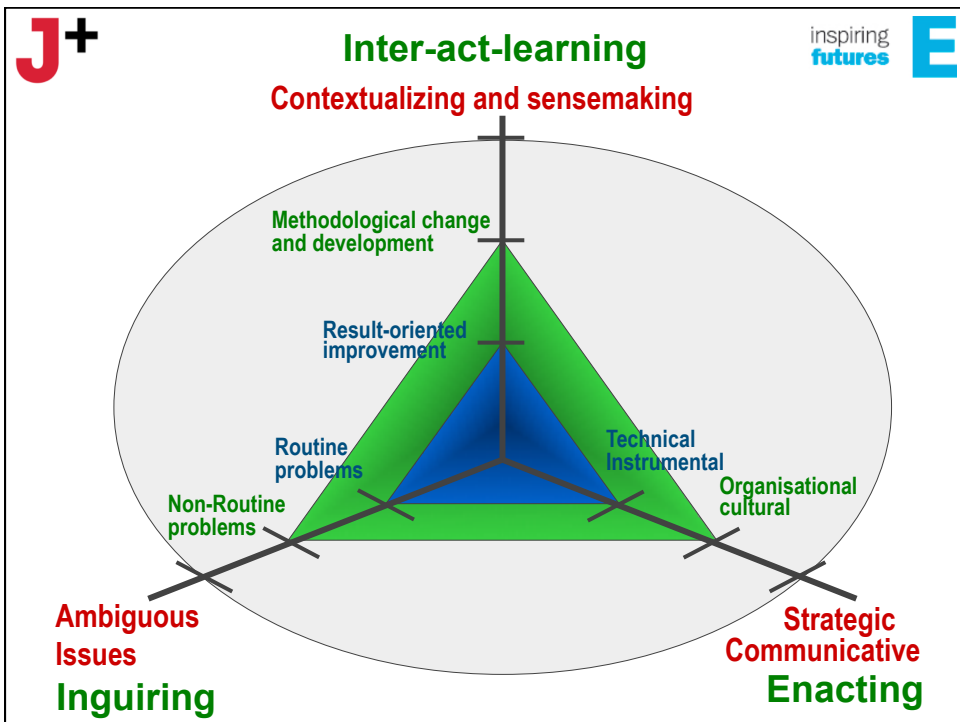 J+
Inter-act-learning
inspiring
futures
E
Contextualizing and sensemaking
Methodological change
and development
Result-oriented
improvement
Routine
problems
Technical
Instrumental
Non-Routine
problems
Organisational
cultural
Ambiguous
Issues
Strategic
Communicative
Inguiring
Enacting